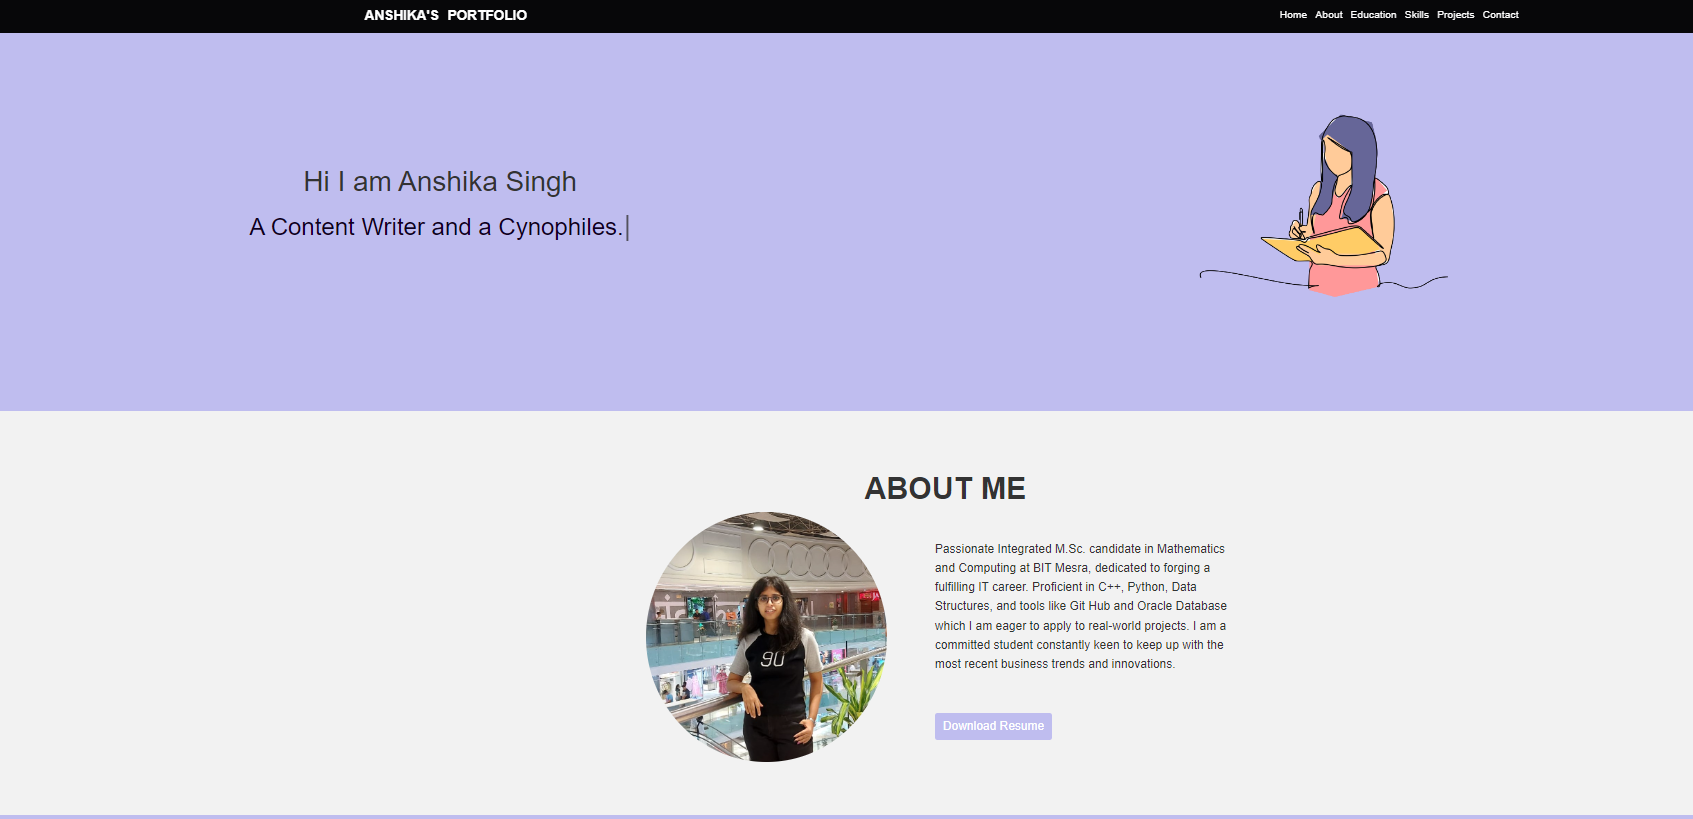 ANSHIKA'S PORTFOLIO
Home About Education Skills Projects Contact
Hi I am Anshika Singh
A Content Writer and a Cynophiles.
ABOUT ME
Passionate Integrated M.Sc. candidate in Mathematics
and Computing at BIT Mesra, dedicated to forging a
fulfilling IT career. Proficient in C++, Python, Data
Structures, and tools like Git Hub and Oracle Database
which I am eager to apply to real-world projects. I am a
committed student constantly keen to keep up with the
most recent business trends and innovations.
90
Download Resume